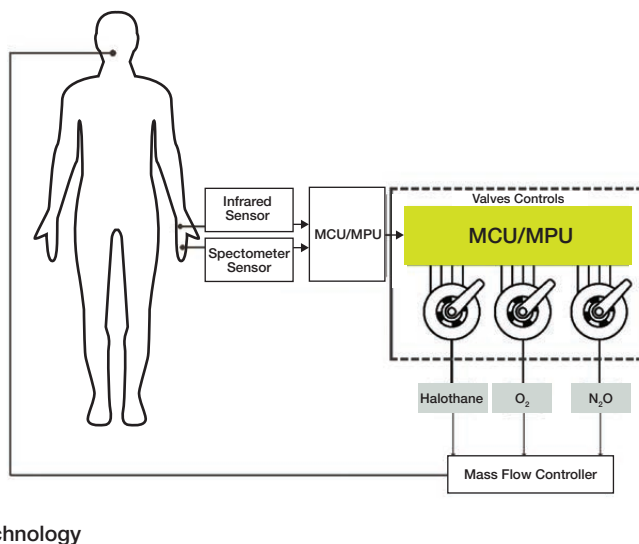 Infrared
Sensor
Spectometer
Sensor
MCU/MPU
Valves Controls
MCU/MPU
Halothane
O₂
N₂O
Mass Flow Controller
chnology